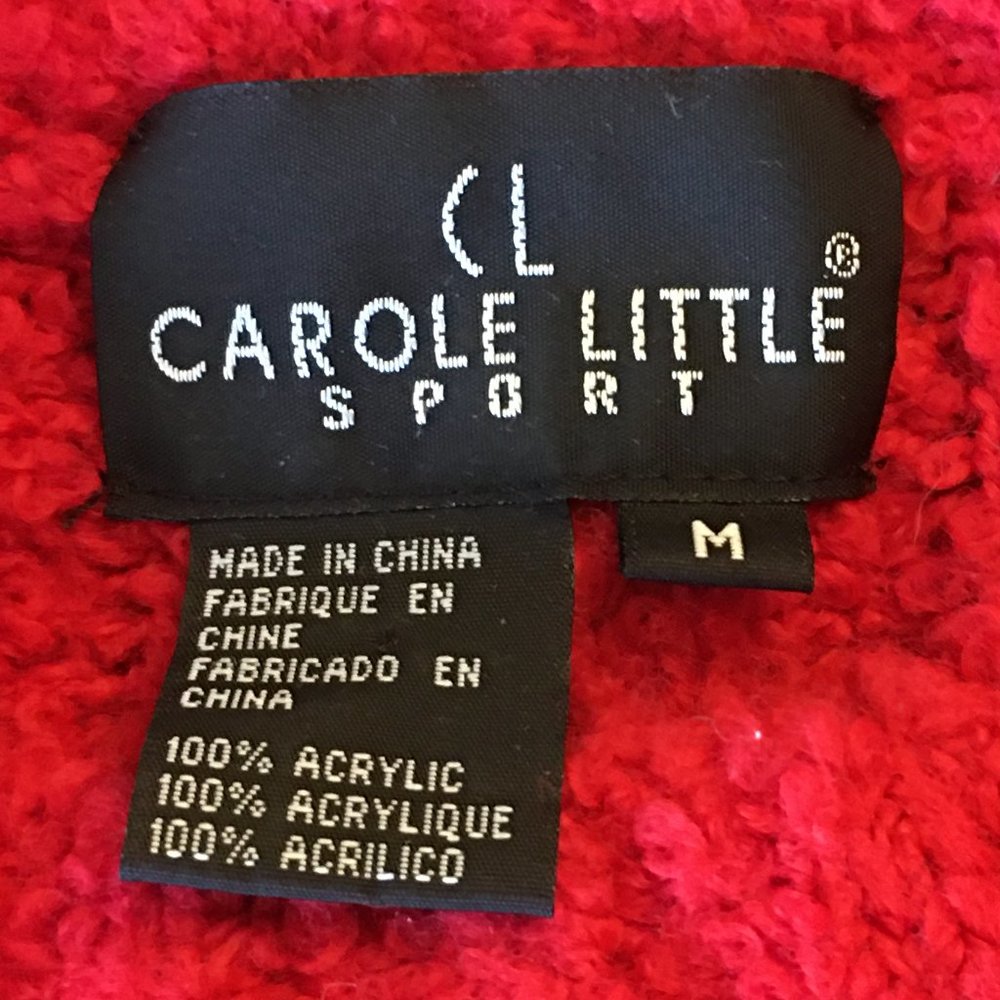 CL
CAROLE LITTLE®
SPORT
M
MADE IN CHINA
FABRIQUE EN
CHINE
FABRICADO EN
CHINA
100% ACRYLIC
100% ACRYLIQUE
100% ACRILICO